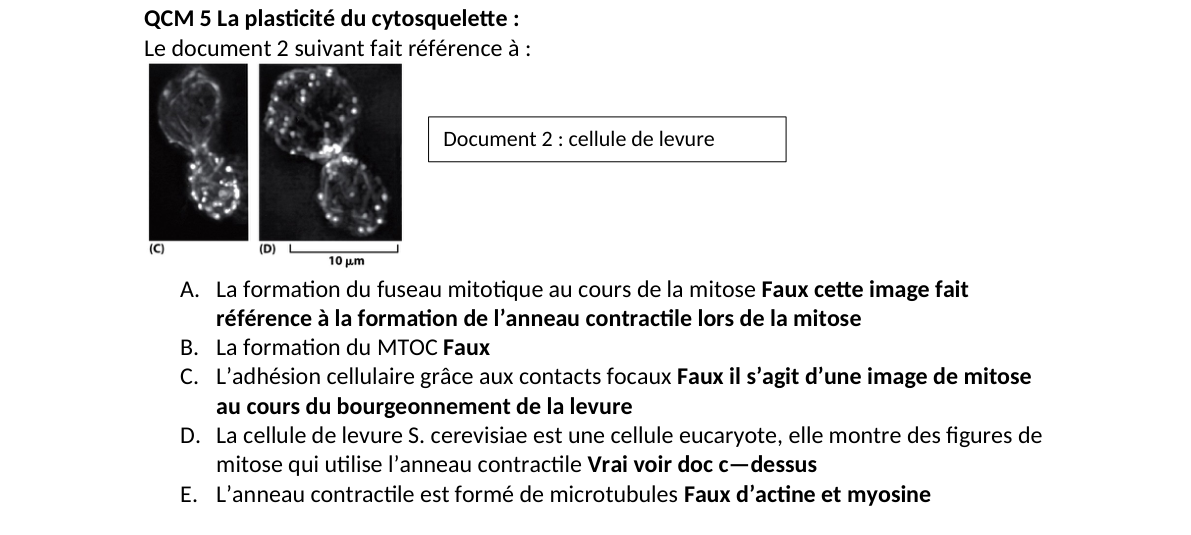 QCM 5 La plasticité du cytosquelette :
Le document 2 suivant fait référence à :
Document 2 : cellule de levure
(C)
(D)
10 µm
A. La formation du fuseau mitotique au cours de la mitose Faux cette image fait
référence à la formation de l’anneau contractile lors de la mitose
B. La formation du MTOC Faux
C. L’adhésion cellulaire grâce aux contacts focaux Faux il s’agit d’une image de mitose
au cours du bourgeonnement de la levure
D. La cellule de levure S. cerevisiae est une cellule eucaryote, elle montre des figures de
mitose qui utilise l’anneau contractile Vrai voir doc c—dessus
E. L’anneau contractile est formé de microtubules Faux d’actine et myosine